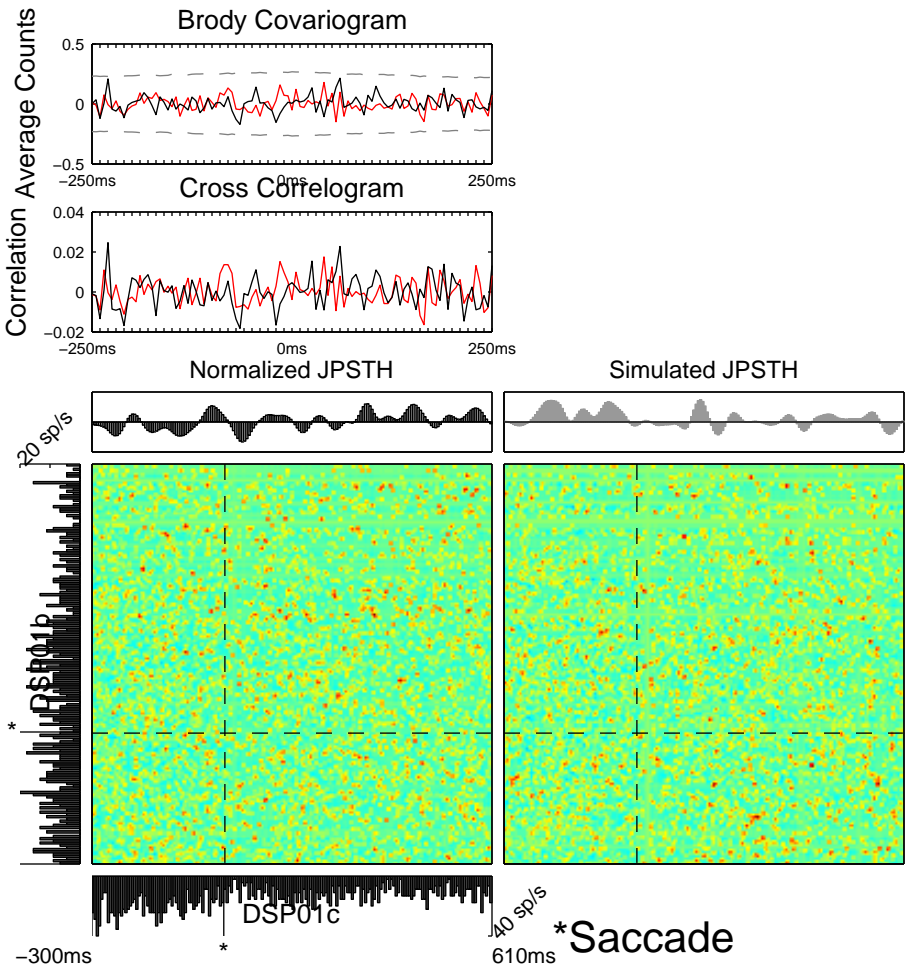 Brody Covariogram
Average Counts
0.5
0
−0.5
−250ms
0ms
250ms
Cross Correlogram
Correlation
0.04
0.02
0
−0.02
−250ms
0ms
250ms
Normalized JPSTH
Simulated JPSTH
20 sp/s
DSP01b
*
DSP01c
*
40 sp/s
−300ms
610ms
*Saccade